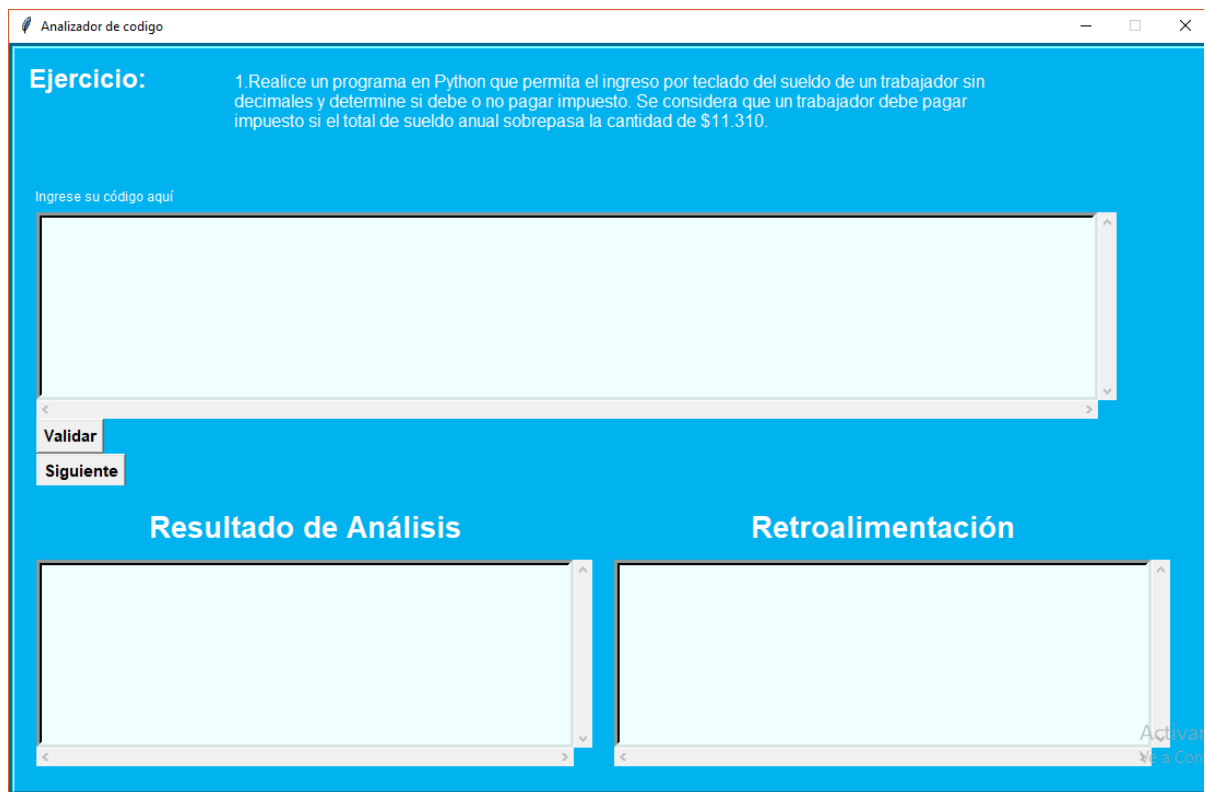 Analizador de codigo
Ejercicio:
1.Realice un programa en Python que permita el ingreso por teclado del sueldo de un trabajador sin
decimales y determine si debe o no pagar impuesto. Se considera que un trabajador debe pagar
impuesto si el total de sueldo anual sobrepasa la cantidad de $11.310.
Ingrese su código aquí
Validar
Siguiente
Resultado de Análisis
Retroalimentación
Activar
Ve a Con